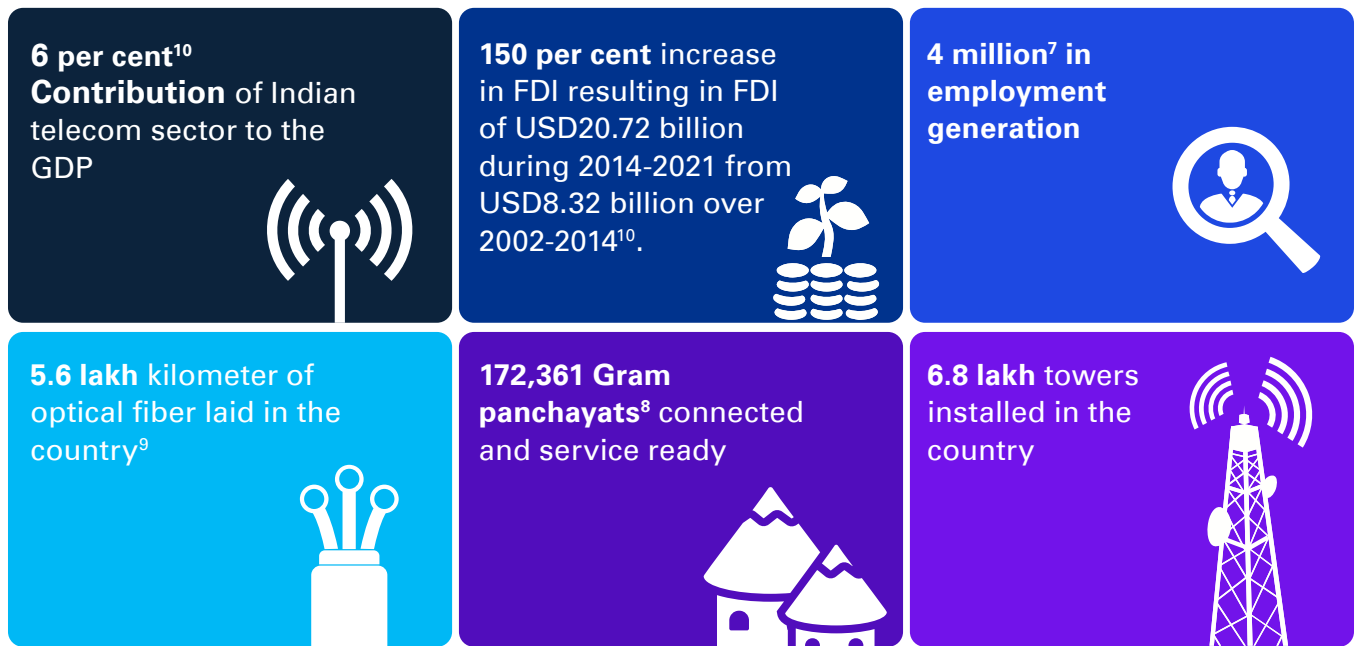 6 per cent¹⁰
Contribution of Indian
telecom sector to the
GDP
150 per cent increase
in FDI resulting in FDI
of USD20.72 billion
during 2014-2021 from
USD8.32 billion over
2002-2014¹⁰.
4 million⁷ in
employment
generation
5.6 lakh kilometer of
optical fiber laid in the
country⁹
172,361 Gram
panchayats⁸ connected
and service ready
6.8 lakh towers
installed in the
country